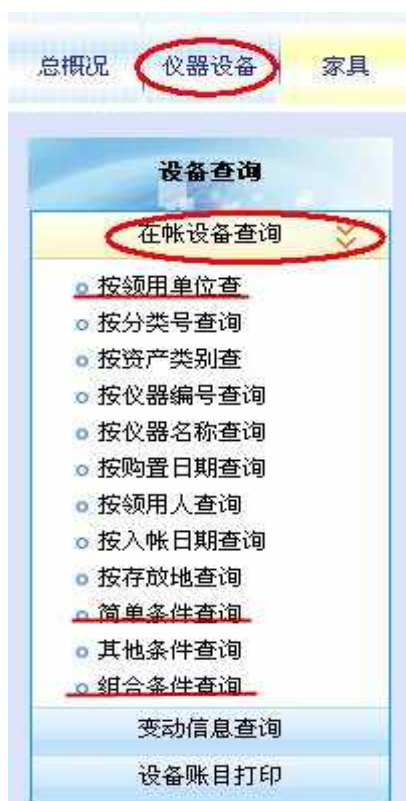 总概况 仪器设备 家具
设备查询
在帐设备查询
按领用单位查
按分类号查询
按资产类别查
按仪器编号查询
按仪器名称查询
按购置日期查询
按领用人查询
按入帐日期查询
按存放地查询
简单条件查询
其他条件查询
组合条件查询
变动信息查询
设备账目打印